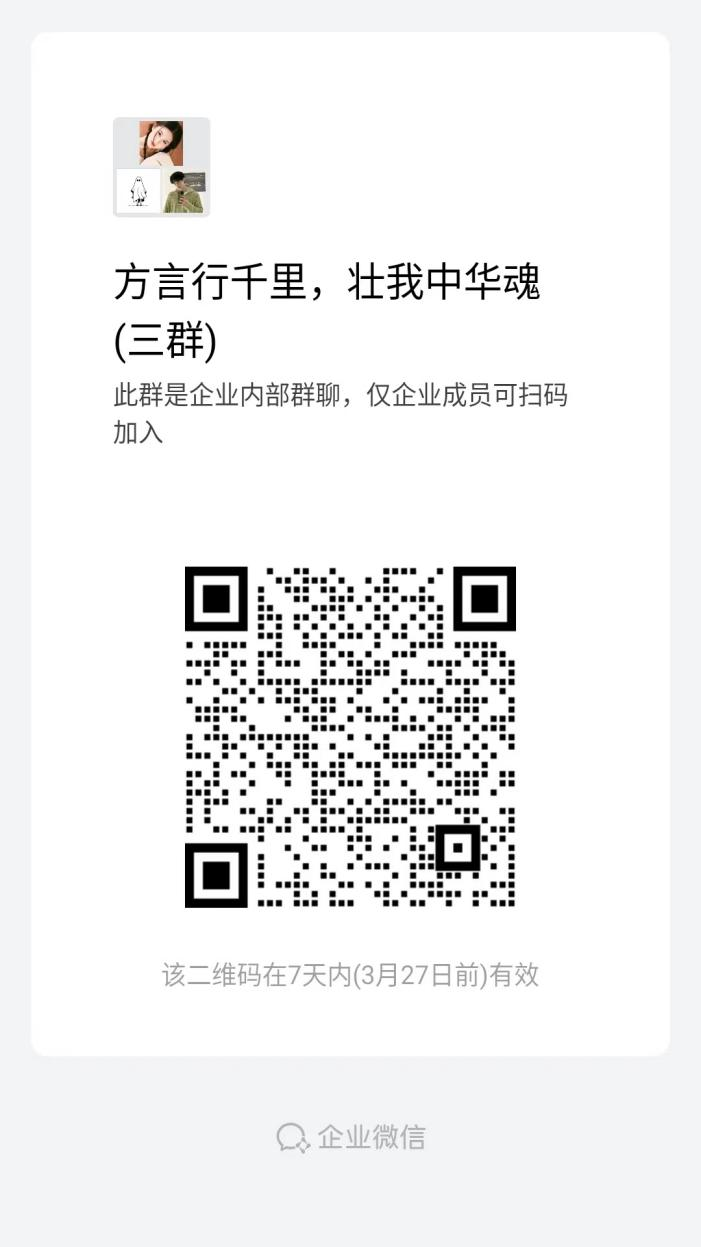 方言行千里，壮我中华魂
(三群)
此群是企业内部群聊，仅企业成员可扫码
加入
该二维码在7天内(3月27日前)有效
企业微信